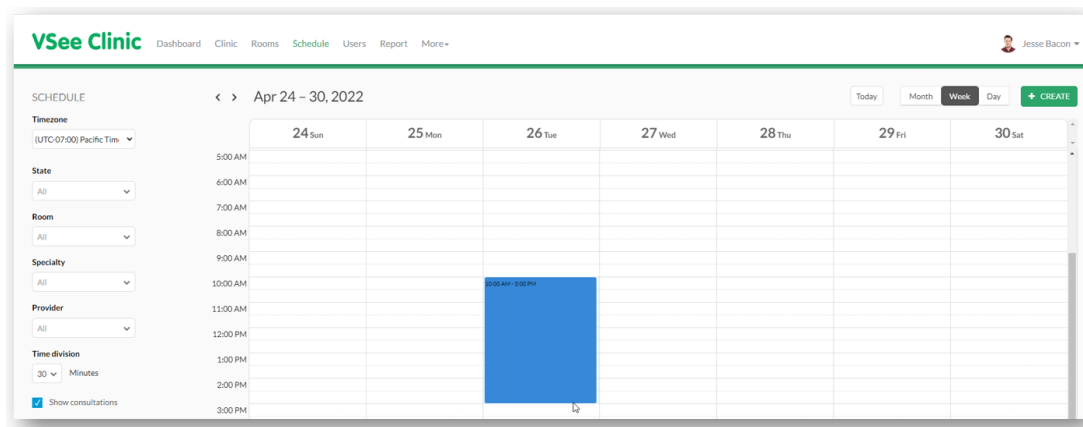 VSee Clinic
Dashboard Clinic Rooms Schedule Users Report More
Jesse Bacon
SCHEDULE
Timezone
(UTC-07:00) Pacific Tim
State
All
Room
All
Specialty
All
Provider
All
Time division
30 Minutes
Show consultations
Apr 24 – 30, 2022
Today Month Week Day + CREATE
24 Sun 25 Mon 26 Tue 27 Wed 28 Thu 29 Fri 30 Sat
5:00 AM
6:00 AM
7:00 AM
8:00 AM
9:00 AM
10:00 AM
10:00 AM - 3:00 PM
11:00 AM
12:00 PM
1:00 PM
2:00 PM
3:00 PM